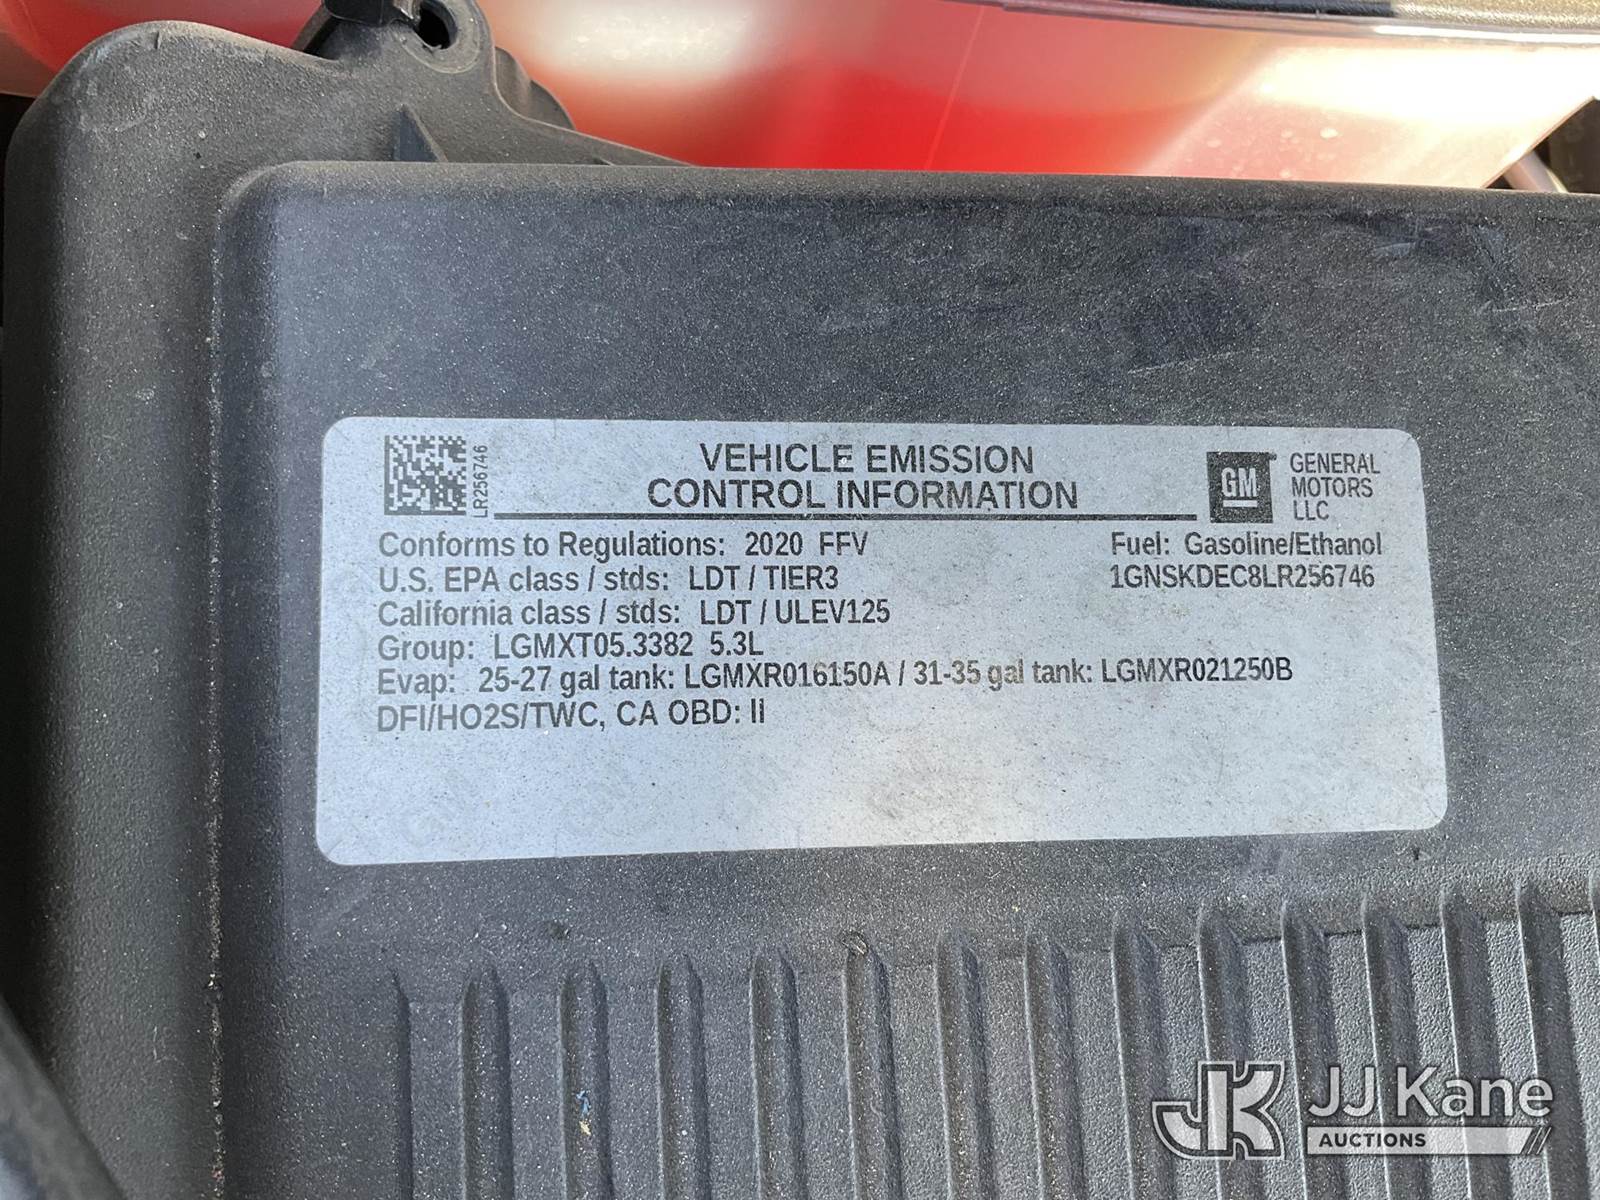 LR256746
VEHICLE EMISSION
CONTROL INFORMATION
GM
GENERAL
MOTORS
LLC
Conforms to Regulations: 2020 FFV
Fuel: Gasoline/Ethanol
U.S. EPA class / stds: LDT / TIER3
1GNSKDEC8LR256746
California class / stds: LDT / ULEV125
Group: LGMXT05.3382 5.3L
Evap: 25-27 gal tank: LGMXR016150A / 31-35 gal tank: LGMXR021250B
DFI/HO2S/TWC, CA OBD: II
JK JJ Kane
AUCTIONS